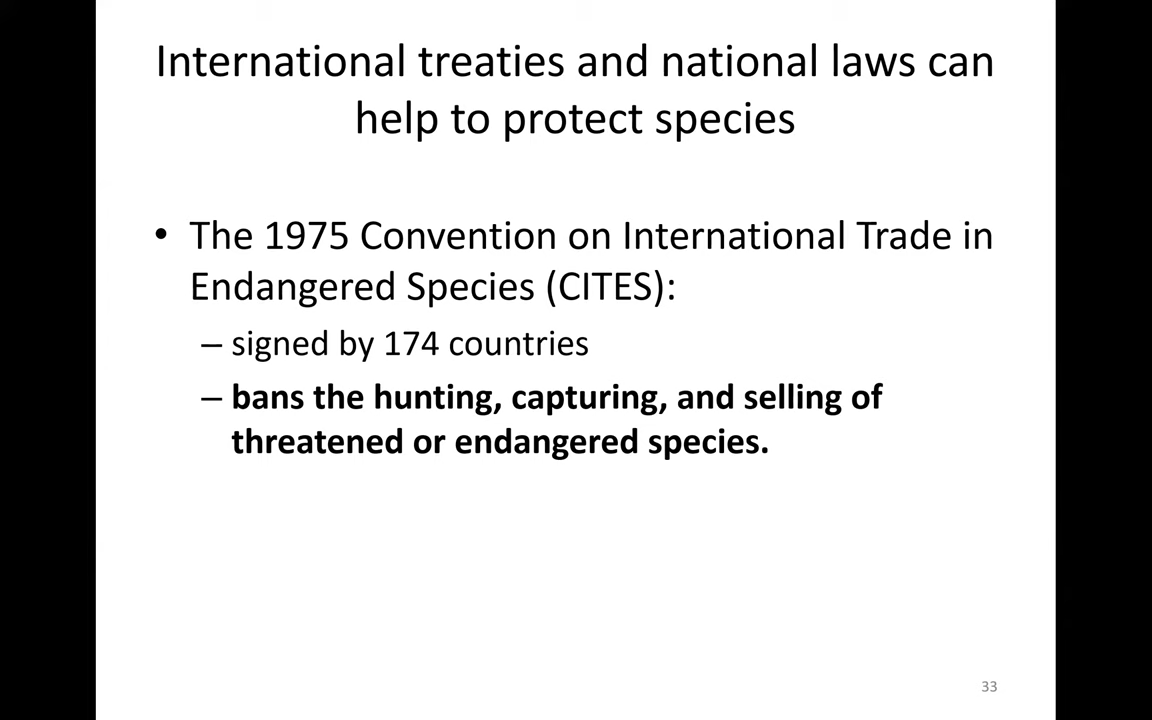 International treaties and national laws can
help to protect species
• The 1975 Convention on International Trade in
Endangered Species (CITES):
– signed by 174 countries
– bans the hunting, capturing, and selling of
threatened or endangered species.
33